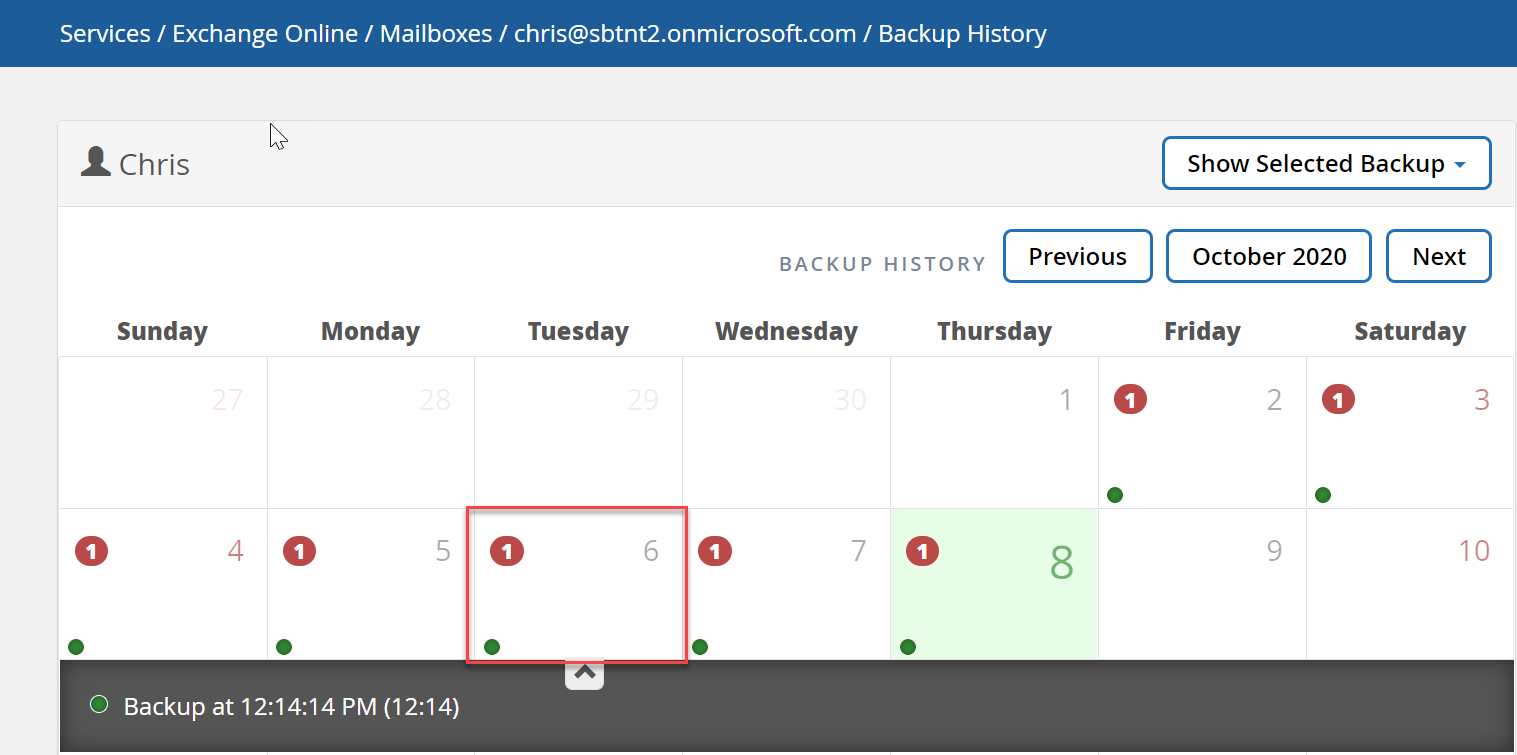 Services / Exchange Online / Mailboxes / chris@sbtnt2.onmicrosoft.com / Backup History
Chris
Show Selected Backup
BACKUP HISTORY
Previous
October 2020
Next
Sunday Monday Tuesday Wednesday Thursday Friday Saturday
27 28 29 30 1 1 2 1 3
1 4 1 5 1 6 1 7 1 8 9 10
Backup at 12:14:14 PM (12:14)